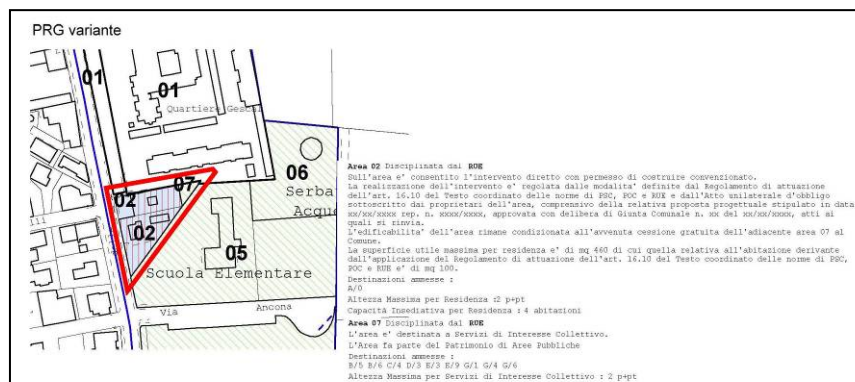 PRG variante
01
01
Quartiere Gescal
06
Serba
Acque
07
02
02
05
Scuola Elementare
Via
Ancona
Area 02 Disciplinata dal RUE
Sull'area e' consentito l'intervento diretto con permesso di costruire convenzionato.
La realizzazione dell'intervento e' regolata dalle modalita' definite dal Regolamento di attuazione
dell'art. 16.10 del Testo coordinato delle norme di PSC, POC e RUE e dall'Atto unilaterale d'obbligo
sottoscritto dai proprietari dell'area, comprensivo della relativa proposta progettuale stipulato in data
xx/xx/xxxx rep. n. xxxx/xxxx, approvata con delibera di Giunta Comunale n. xx del xx/xx/xxxx, atti ai
quali si rinvia.
L'edificabilita' dell'area rimane condizionata all'avvenuta cessione gratuita dell'adiacente area 07 al
Comune.
La superficie utile massima per residenza e' di mq 460 di cui quella relativa all'abitazione derivante
dall'applicazione del Regolamento di attuazione dell'art. 16.10 del Testo coordinato delle norme di PSC,
POC e RUE e' di mq 100.
Destinazioni ammesse :
A/0
Altezza Massima per Residenza :2 p+pt
Capacità Insediativa per Residenza : 4 abitazioni
Area 07 Disciplinata dal RUE
L'area e' destinata a Servizi di Interesse Collettivo.
L'Area fa parte del Patrimonio di Aree Pubbliche
Destinazioni ammesse :
B/5 B/6 C/4 D/3 E/3 E/9 G/1 G/4 G/6
Altezza Massima per Servizi di Interesse Collettivo : 2 p+pt